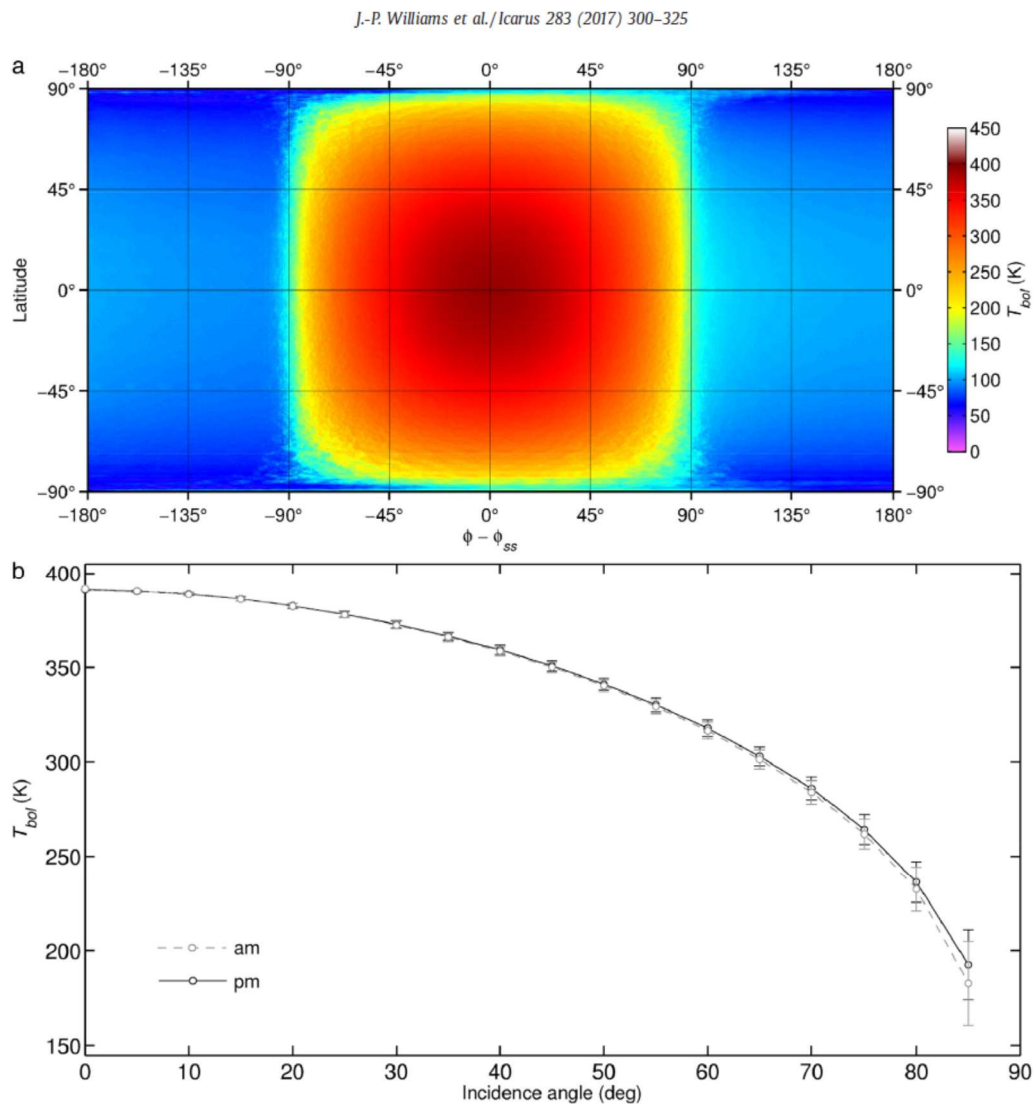 J.-P. Williams et al. / Icarus 283 (2017) 300–325
a
−180° −135° −90° −45° 0° 45° 90° 135° 180°
90° 90°
45° 45°
0° 0°
−45° −45°
−90° −90°
Latitude
−180° −135° −90° −45° 0° 45° 90° 135° 180°
ϕ − ϕss
450
400
350
300
250
200
150
100
50
0
Tbol (K)
b
400
350
300
250
200
150
Tbol (K)
am
pm
0 10 20 30 40 50 60 70 80 90
Incidence angle (deg)